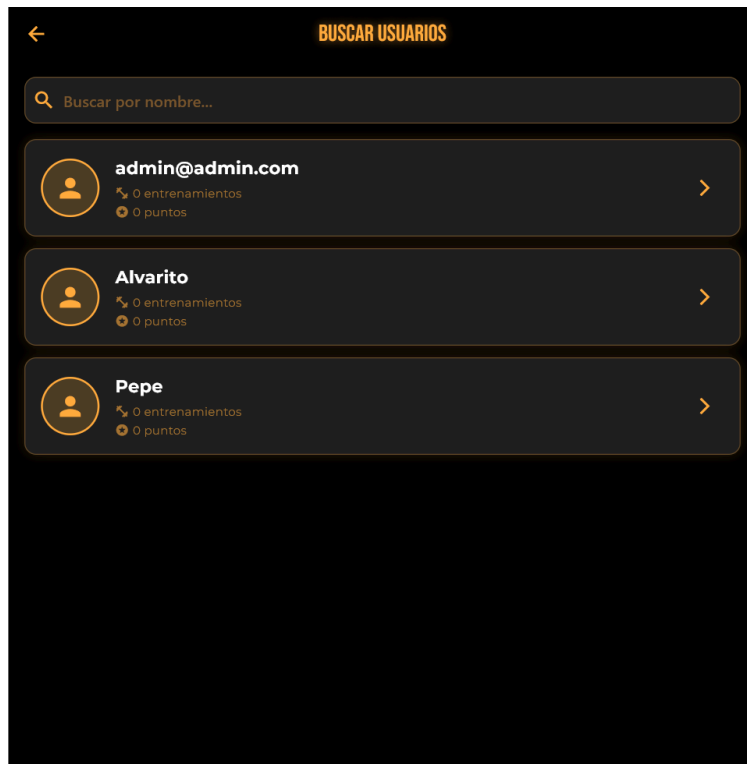 BUSCAR USUARIOS
Buscar por nombre...
admin@admin.com
0 entrenamientos
0 puntos
Alvarito
0 entrenamientos
0 puntos
Pepe
0 entrenamientos
0 puntos